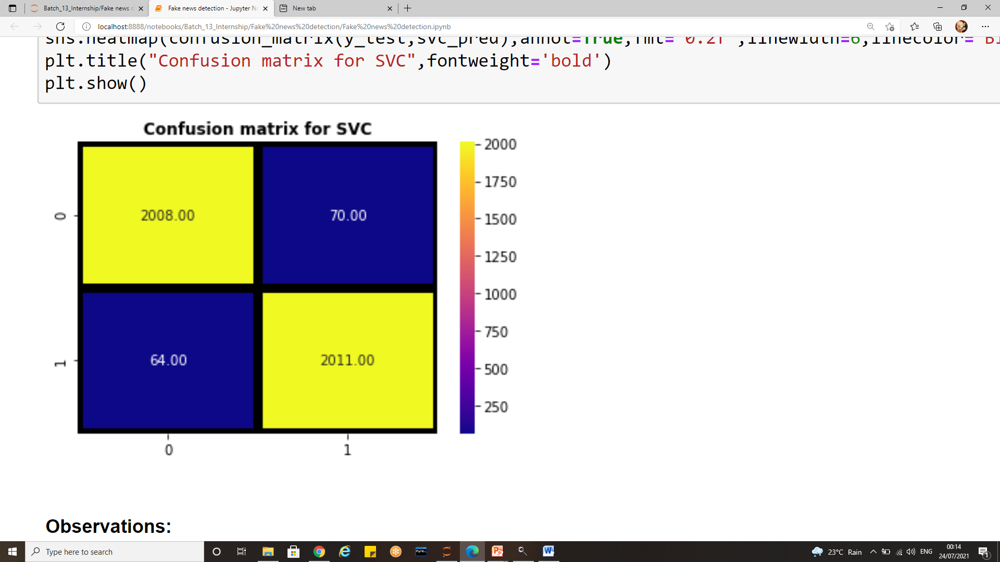 Batch_13_Internship/Fake news d
Fake news detection - Jupyter N
New tab
localhost:8888/notebooks/Batch_13_Internship/Fake%20news%20detection/Fake%20news%20detection.ipynb
sns.heatmap(confusion_matrix(y_test,svc_pred),annot=True,fmt='0.2f',linewidth=6,linecolor='Bl
plt.title("Confusion matrix for SVC",fontweight='bold')
plt.show()
Confusion matrix for SVC
2000
1750
1500
1250
1000
750
500
250
0
2008.00
70.00
1
64.00
2011.00
0
1
Observations:
Type here to search
MySQL
23°C Rain
ENG
00:14
24/07/2021
1